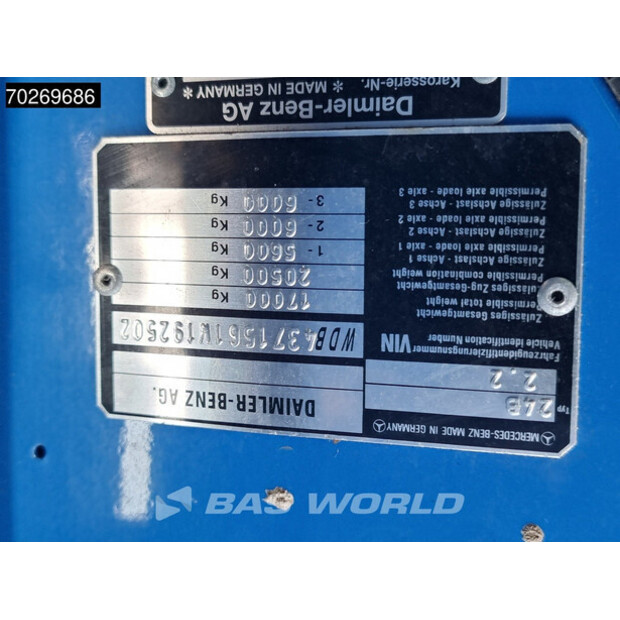 70269686
Daimler-Benz AG
Karosserie-Nr. * MADE IN GERMANY *
MERCEDES-BENZ MADE IN GERMANY
Typ 24B
2.2
DAIMLER-BENZ AG.
Fahrzeugidentifizierungsnummer
Vehicle Identification Number VIN
WDB4371561W192502
Zulässiges Gesamtgewicht
Permissible total weight
17000 Kg
Zulässiges Zug-Gesamtgewicht
Permissible combination weight
20500 Kg
Zulässige Achslast - Achse 1
Permissible axle loade - axle 1
1- 5600 Kg
Zulässige Achslast - Achse 2
Permissible axle loade - axle 2
2- 6000 Kg
Zulässige Achslast - Achse 3
Permissible axle loade - axle 3
3- 6000 Kg
BAS WORLD